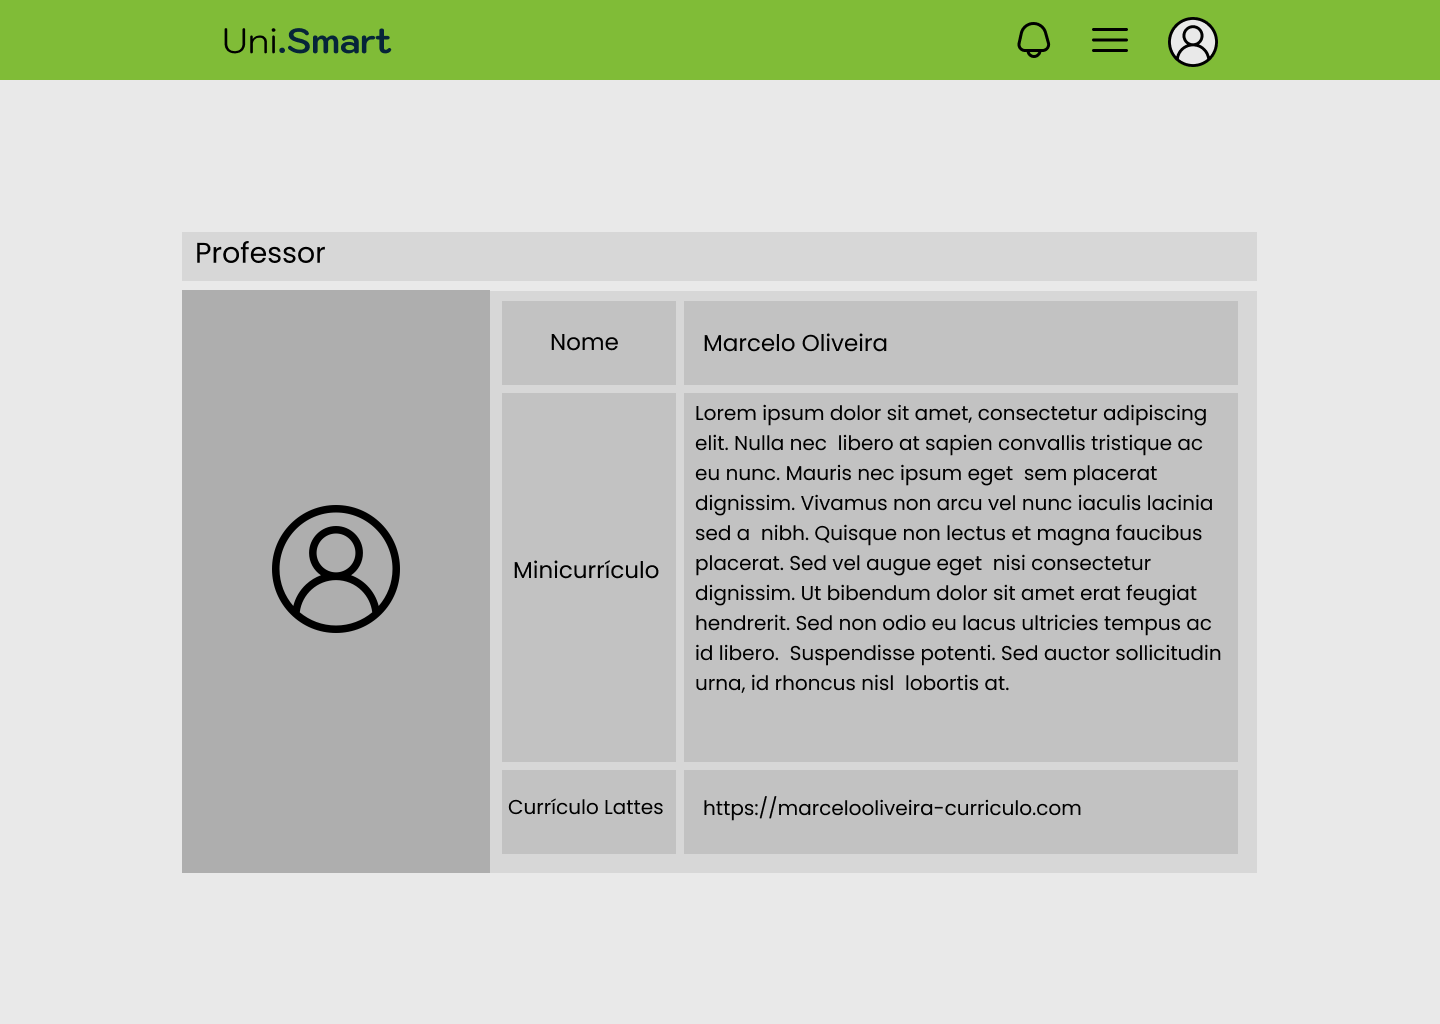 Uni.Smart
Professor
Nome
Marcelo Oliveira
Minicurrículo
Lorem ipsum dolor sit amet, consectetur adipiscing
elit. Nulla nec  libero at sapien convallis tristique ac
eu nunc. Mauris nec ipsum eget  sem placerat
dignissim. Vivamus non arcu vel nunc iaculis lacinia
sed a  nibh. Quisque non lectus et magna faucibus
placerat. Sed vel augue eget  nisi consectetur
dignissim. Ut bibendum dolor sit amet erat feugiat
hendrerit. Sed non odio eu lacus ultricies tempus ac
id libero.  Suspendisse potenti. Sed auctor sollicitudin
urna, id rhoncus nisl  lobortis at.
Currículo Lattes
https://marcelooliveira-curriculo.com